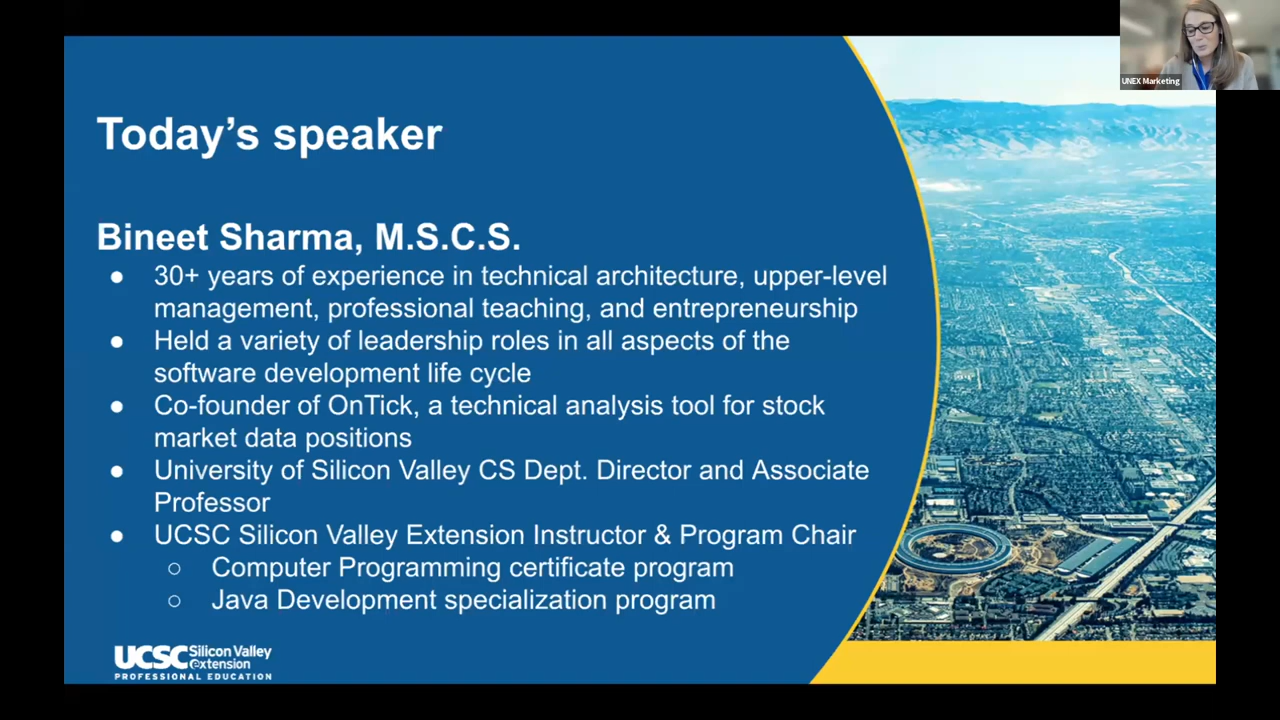 UNEX Marketing
Today’s speaker
Bineet Sharma, M.S.C.S.
● 30+ years of experience in technical architecture, upper-level
management, professional teaching, and entrepreneurship
● Held a variety of leadership roles in all aspects of the
software development life cycle
● Co-founder of OnTick, a technical analysis tool for stock
market data positions
● University of Silicon Valley CS Dept. Director and Associate
Professor
● UCSC Silicon Valley Extension Instructor & Program Chair
○ Computer Programming certificate program
○ Java Development specialization program
UCSC Silicon Valley
extension
PROFESSIONAL EDUCATION